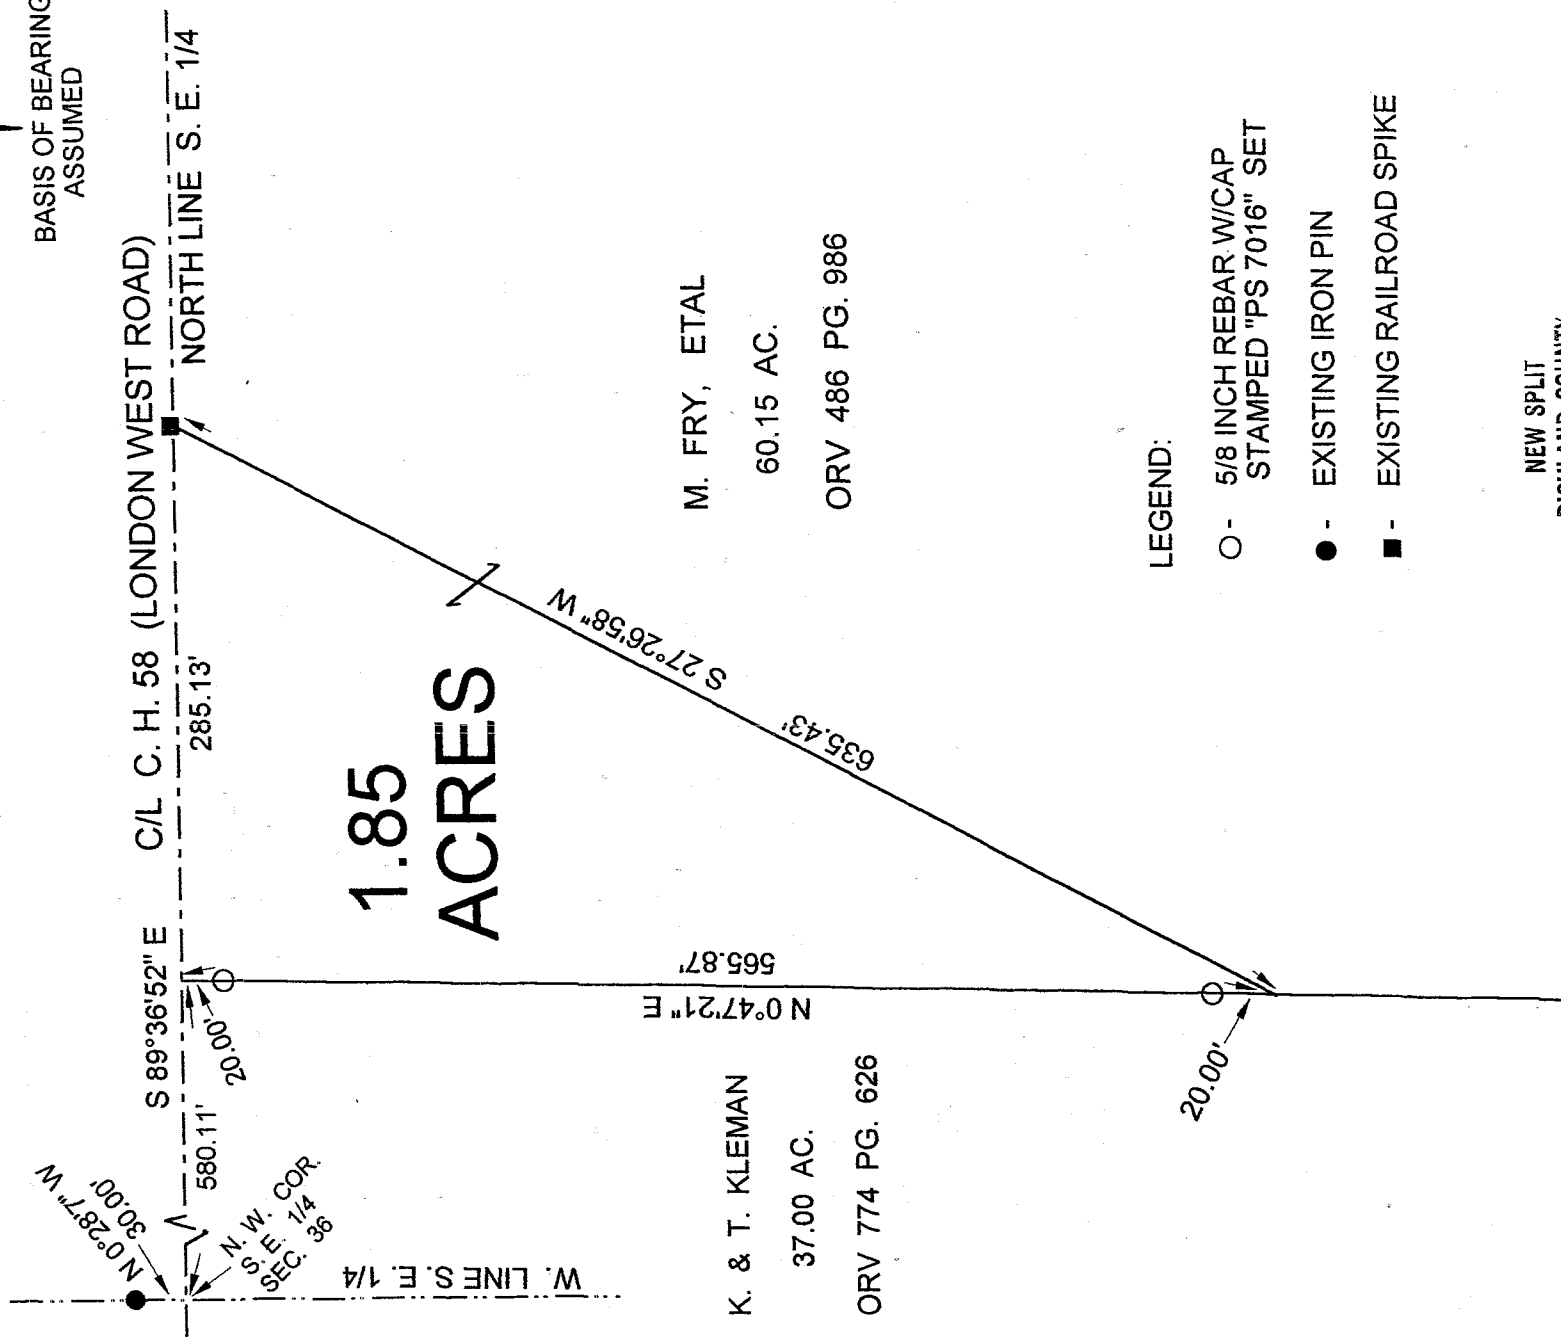 BASIS OF BEARING
ASSUMED
C/L C. H. 58 (LONDON WEST ROAD)
NORTH LINE S. E. 1/4
S 89°36'52" E
285.13'
580.11'
20.00'
N 0°28'7" W
30.00'
N. W. COR.
S. E. 1/4
SEC. 36
W. LINE S. E. 1/4
1.85
ACRES
S 27°26'58" W
635.43'
565.87'
N 0°47'21" E
20.00'
K. & T. KLEMAN
37.00 AC.
ORV 774 PG. 626
M. FRY, ETAL
60.15 AC.
ORV 486 PG. 986
LEGEND:
- 5/8 INCH REBAR W/CAP
STAMPED "PS 7016" SET
- EXISTING IRON PIN
- EXISTING RAILROAD SPIKE
NEW SPLIT